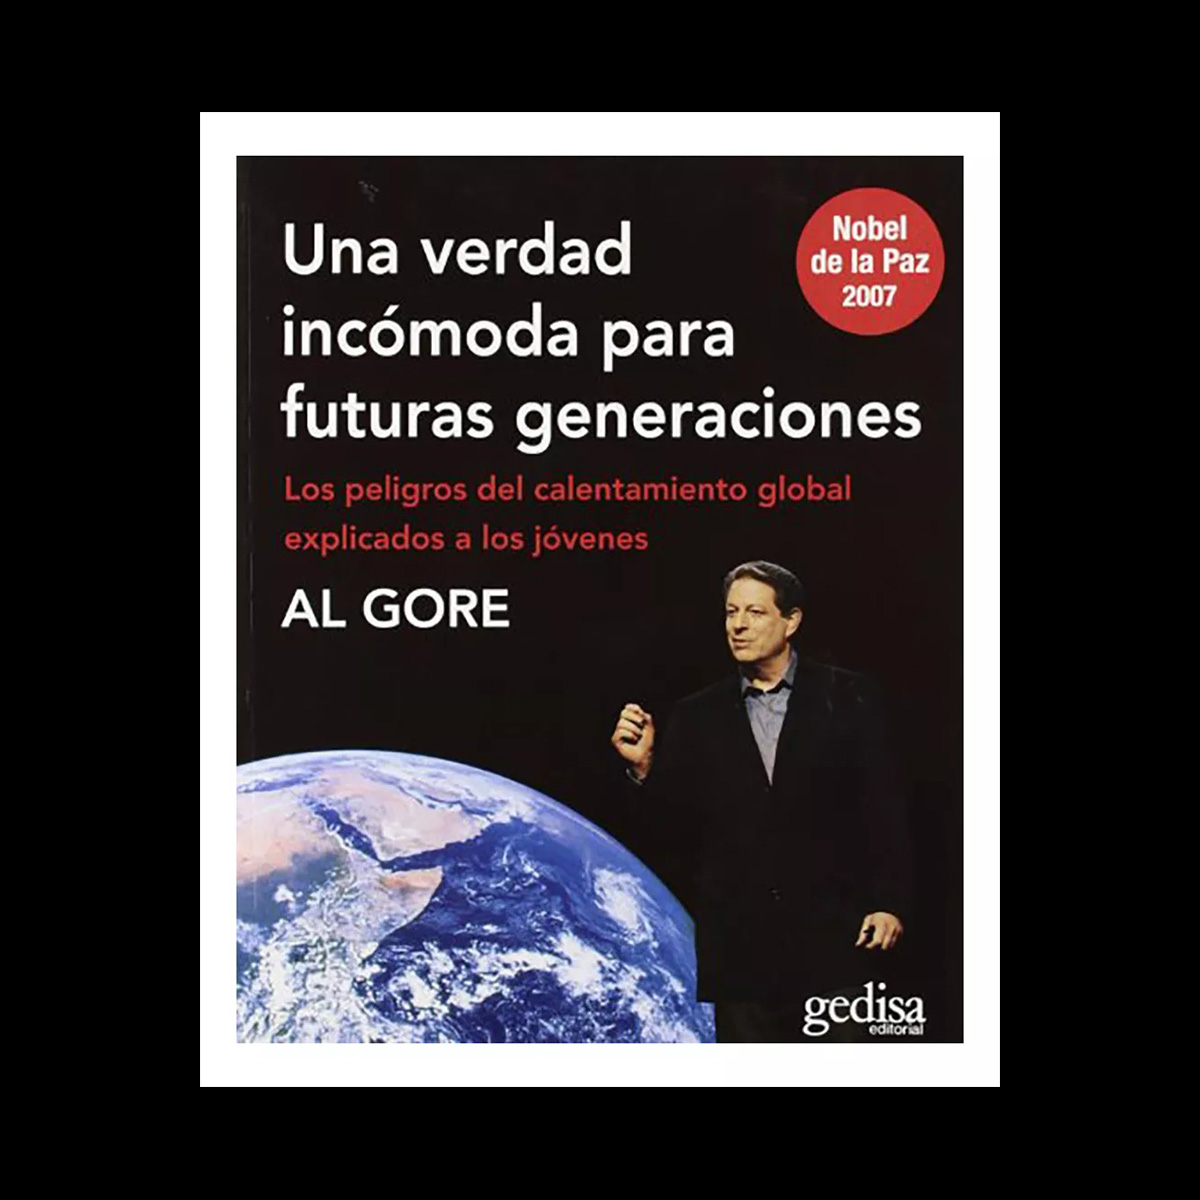 Una verdad
incómoda para
futuras generaciones
Nobel
de la Paz
2007
Los peligros del calentamiento global
explicados a los jóvenes
AL GORE
gedisa
editorial